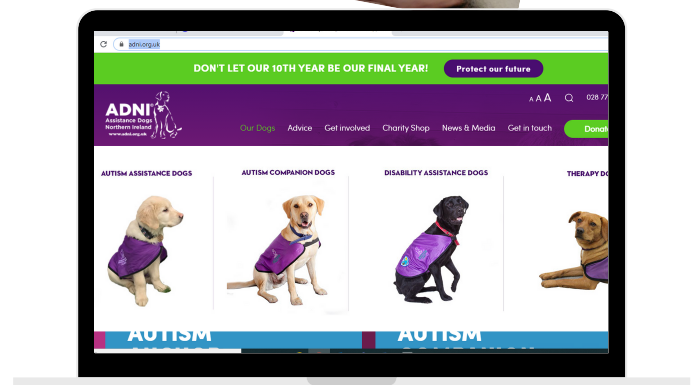 adni.org.uk
DON'T LET OUR 10TH YEAR BE OUR FINAL YEAR!
Protect our future
A A A
028 77
ADNI
Assistance Dogs
Northern Ireland
www.adni.org.uk
Our Dogs Advice Get involved Charity Shop News & Media Get in touch Donate
AUTISM ASSISTANCE DOGS
AUTISM COMPANION DOGS
DISABILITY ASSISTANCE DOGS
THERAPY DO
AUTISM AUTISM